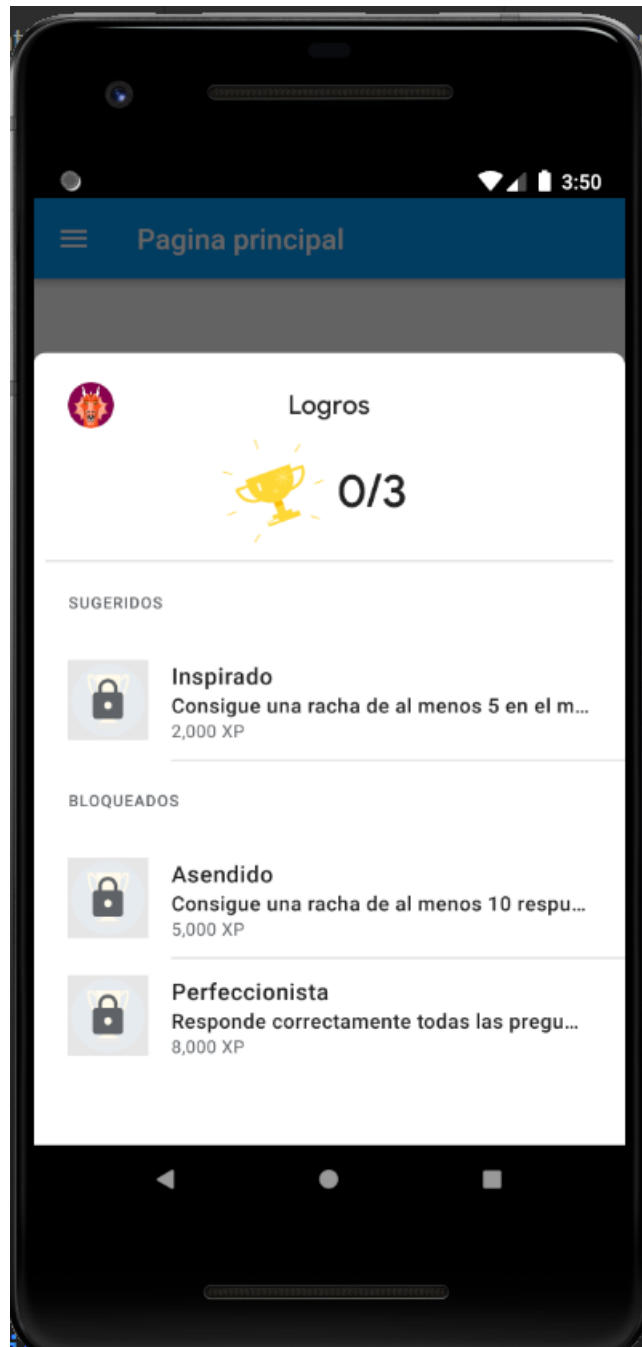 3:50
Pagina principal
Logros
0/3
SUGERIDOS
Inspirado
Consigue una racha de al menos 5 en el m...
2,000 XP
BLOQUEADOS
Asendido
Consigue una racha de al menos 10 respu...
5,000 XP
Perfeccionista
Responde correctamente todas las pregu...
8,000 XP